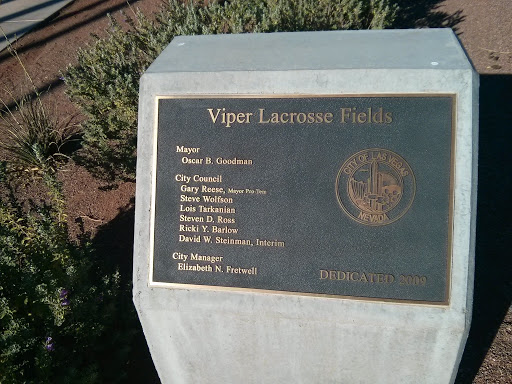 Viper Lacrosse Fields
Mayor
Oscar B. Goodman
City Council
Gary Reese, Mayor Pro-Tem
Steve Wolfson
Lois Tarkanian
Steven D. Ross
Ricki Y. Barlow
David W. Steinman, Interim
City Manager
Elizabeth N. Fretwell
CITY OF LAS VEGAS
NEVADA
DEDICATED 2009